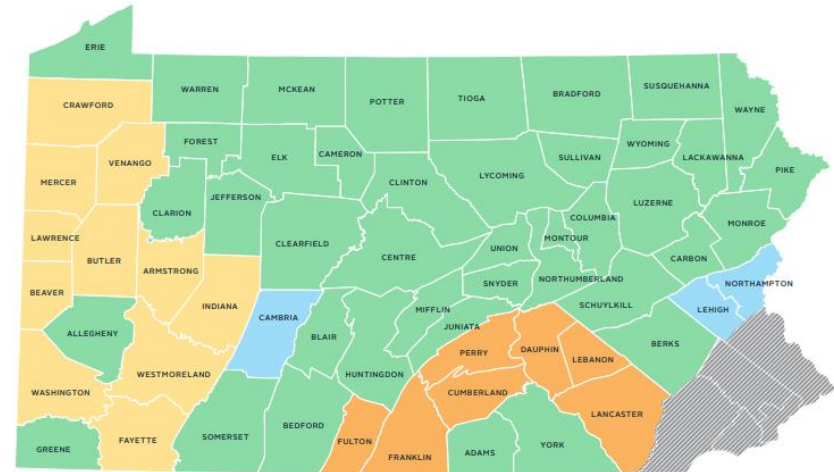 ERIE
WARREN
MCKEAN
POTTER
TIOGA
BRADFORD
SUSQUEHANNA
WAYNE
CRAWFORD
FOREST
ELK
CAMERON
SULLIVAN
WYOMING
LACKAWANNA
PIKE
VENANGO
MERCER
CLARION
JEFFERSON
CLINTON
LYCOMING
LUZERNE
COLUMBIA
MONROE
LAWRENCE
BUTLER
ARMSTRONG
CLEARFIELD
CENTRE
UNION
MONTOUR
CARBON
BEAVER
INDIANA
SNYDER
NORTHUMBERLAND
NORTHAMPTON
ALLEGHENY
CAMBRIA
BLAIR
MIFFLIN
JUNIATA
SCHUYLKILL
LEHIGH
WESTMORELAND
HUNTINGDON
PERRY
DAUPHIN
LEBANON
BERKS
WASHINGTON
CUMBERLAND
LANCASTER
GREENE
FAYETTE
SOMERSET
BEDFORD
FULTON
FRANKLIN
ADAMS
YORK